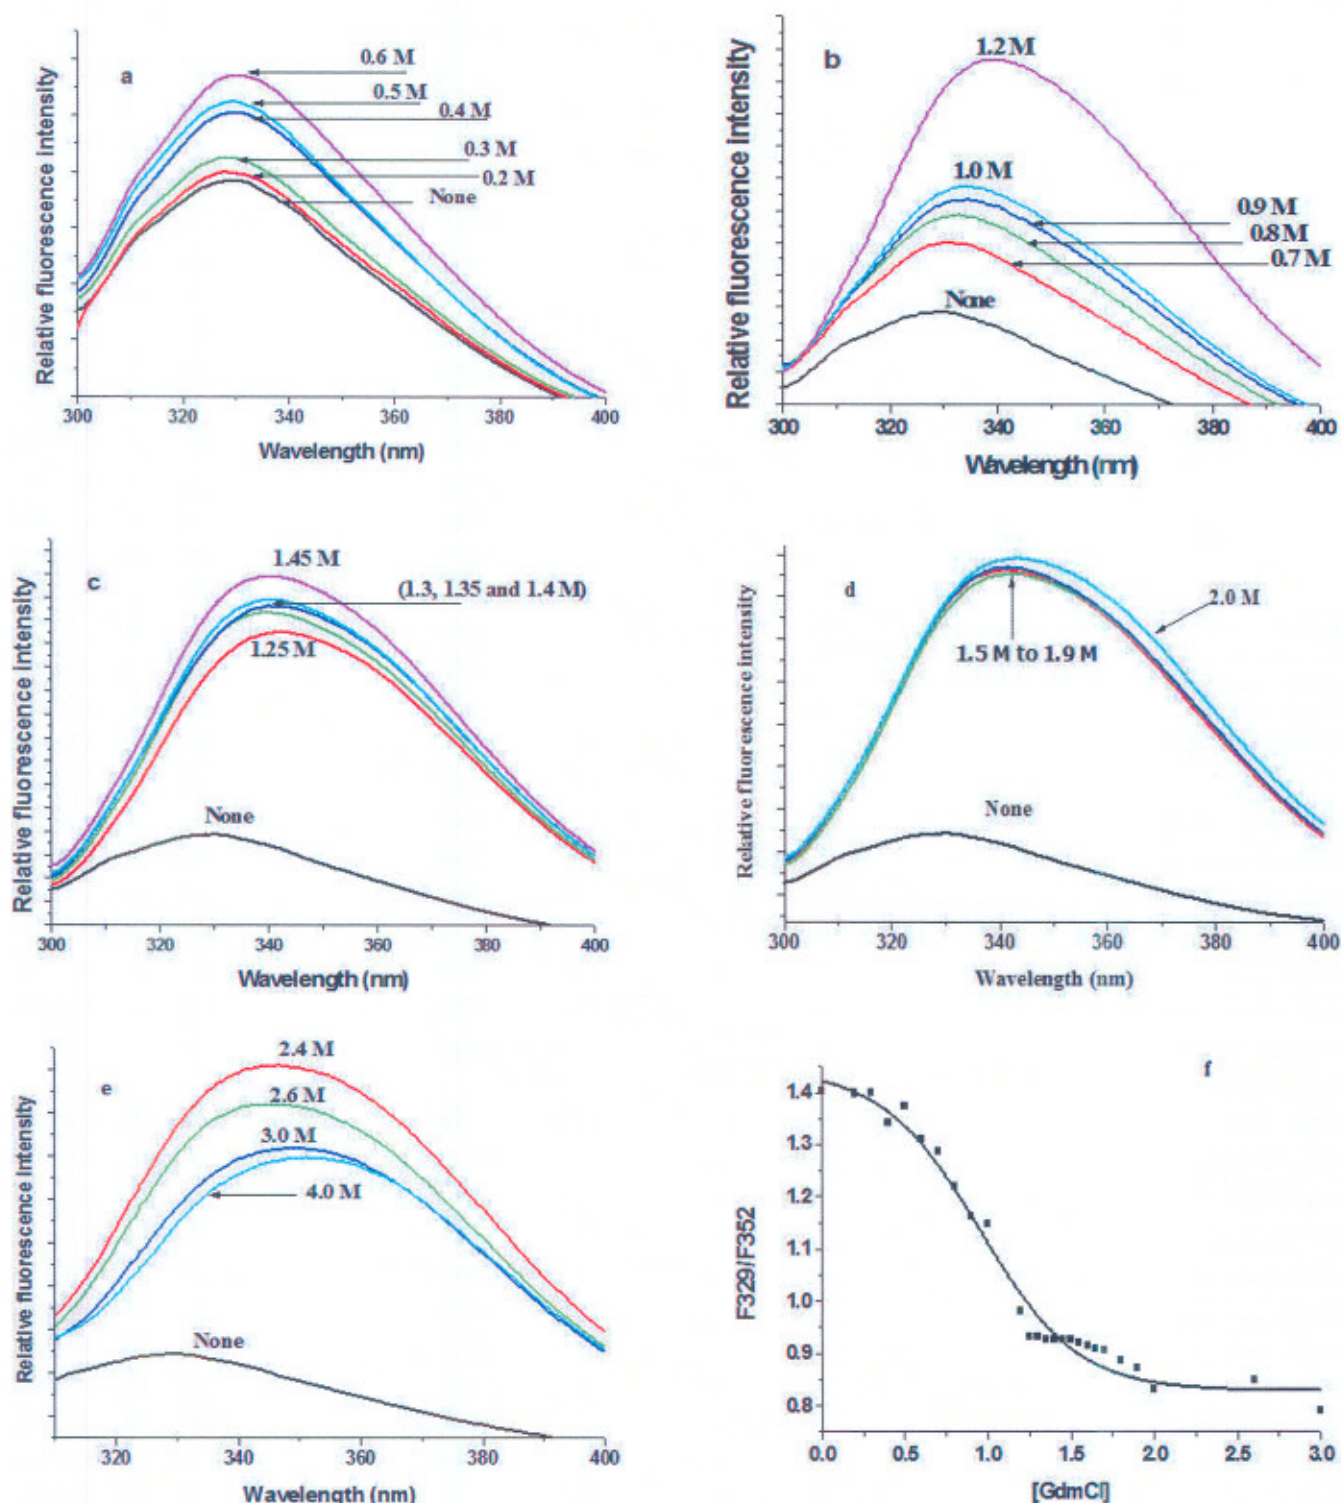 a
0.6 M
0.5 M
0.4 M
0.3 M
0.2 M
None
Relative fluorescence intensity
300 320 340 360 380 400
Wavelength (nm)
b
1.2 M
1.0 M
0.9 M
0.8 M
0.7 M
None
Relative fluorescence intensity
300 320 340 360 380 400
Wavelength (nm)
c
1.45 M
(1.3, 1.35 and 1.4 M)
1.25 M
None
Relative fluorescence intensity
300 320 340 360 380 400
Wavelength (nm)
d
2.0 M
1.5 M to 1.9 M
None
Relative fluorescence intensity
300 320 340 360 380 400
Wavelength (nm)
e
2.4 M
2.6 M
3.0 M
4.0 M
None
Relative fluorescence Intensity
320 340 360 380 400
Wavelength (nm)
f
1.4
1.3
1.2
1.1
1.0
0.9
0.8
F329/F352
0.0 0.5 1.0 1.5 2.0 2.5 3.0
[GdmCl]